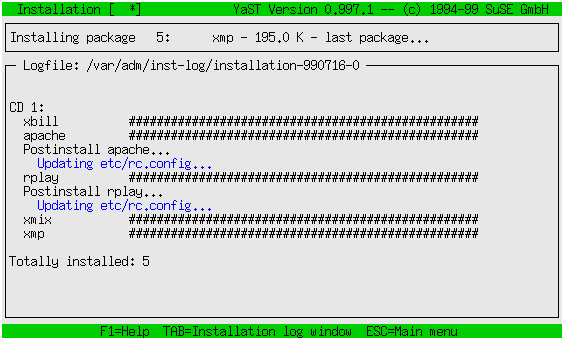 Installation [  *]                    YaST Version 0.997.1 -- (c) 1994-99 SuSE GmbH
Installing package  5:      xmp - 195.0 K - last package...
Logfile: /var/adm/inst-log/installation-990716-0
CD 1:
xbill          ##################################################
apache         ##################################################
Postinstall apache...
Updating etc/rc.config...
rplay          ##################################################
Postinstall rplay...
Updating etc/rc.config...
xmix           ##################################################
xmp            ##################################################
Totally installed: 5
F1=Help  TAB=Installation log window  ESC=Main menu